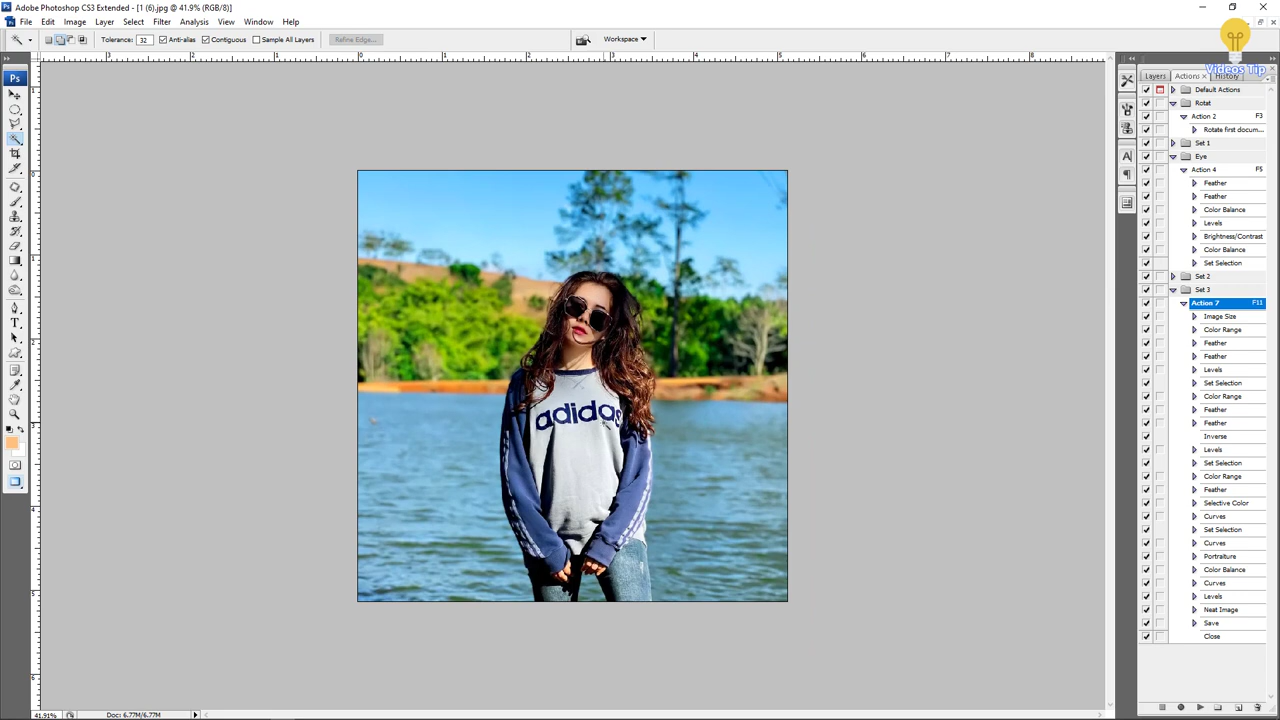 Adobe Photoshop CS3 Extended - [1 (6).jpg @ 41.9% (RGB/8)]
File Edit Image Layer Select Filter Analysis View Window Help
Tolerance: 32 Anti-alias Contiguous Sample All Layers Refine Edge... Workspace
Videos Tip
Ps
Layers Actions × History
Default Actions
Rotat
Action 2 F3
Rotate first docum...
Set 1
Eye
Action 4 F5
Feather
Feather
Color Balance
Levels
Brightness/Contrast
Color Balance
Set Selection
Set 2
Set 3
Action 7 F11
Image Size
Color Range
Feather
Feather
Levels
Set Selection
Color Range
Feather
Feather
Inverse
Levels
Set Selection
Color Range
Feather
Selective Color
Curves
Set Selection
Curves
Portraiture
Color Balance
Curves
Levels
Neat Image
Save
Close
adidas
41.91% Doc: 6.77M/6.77M